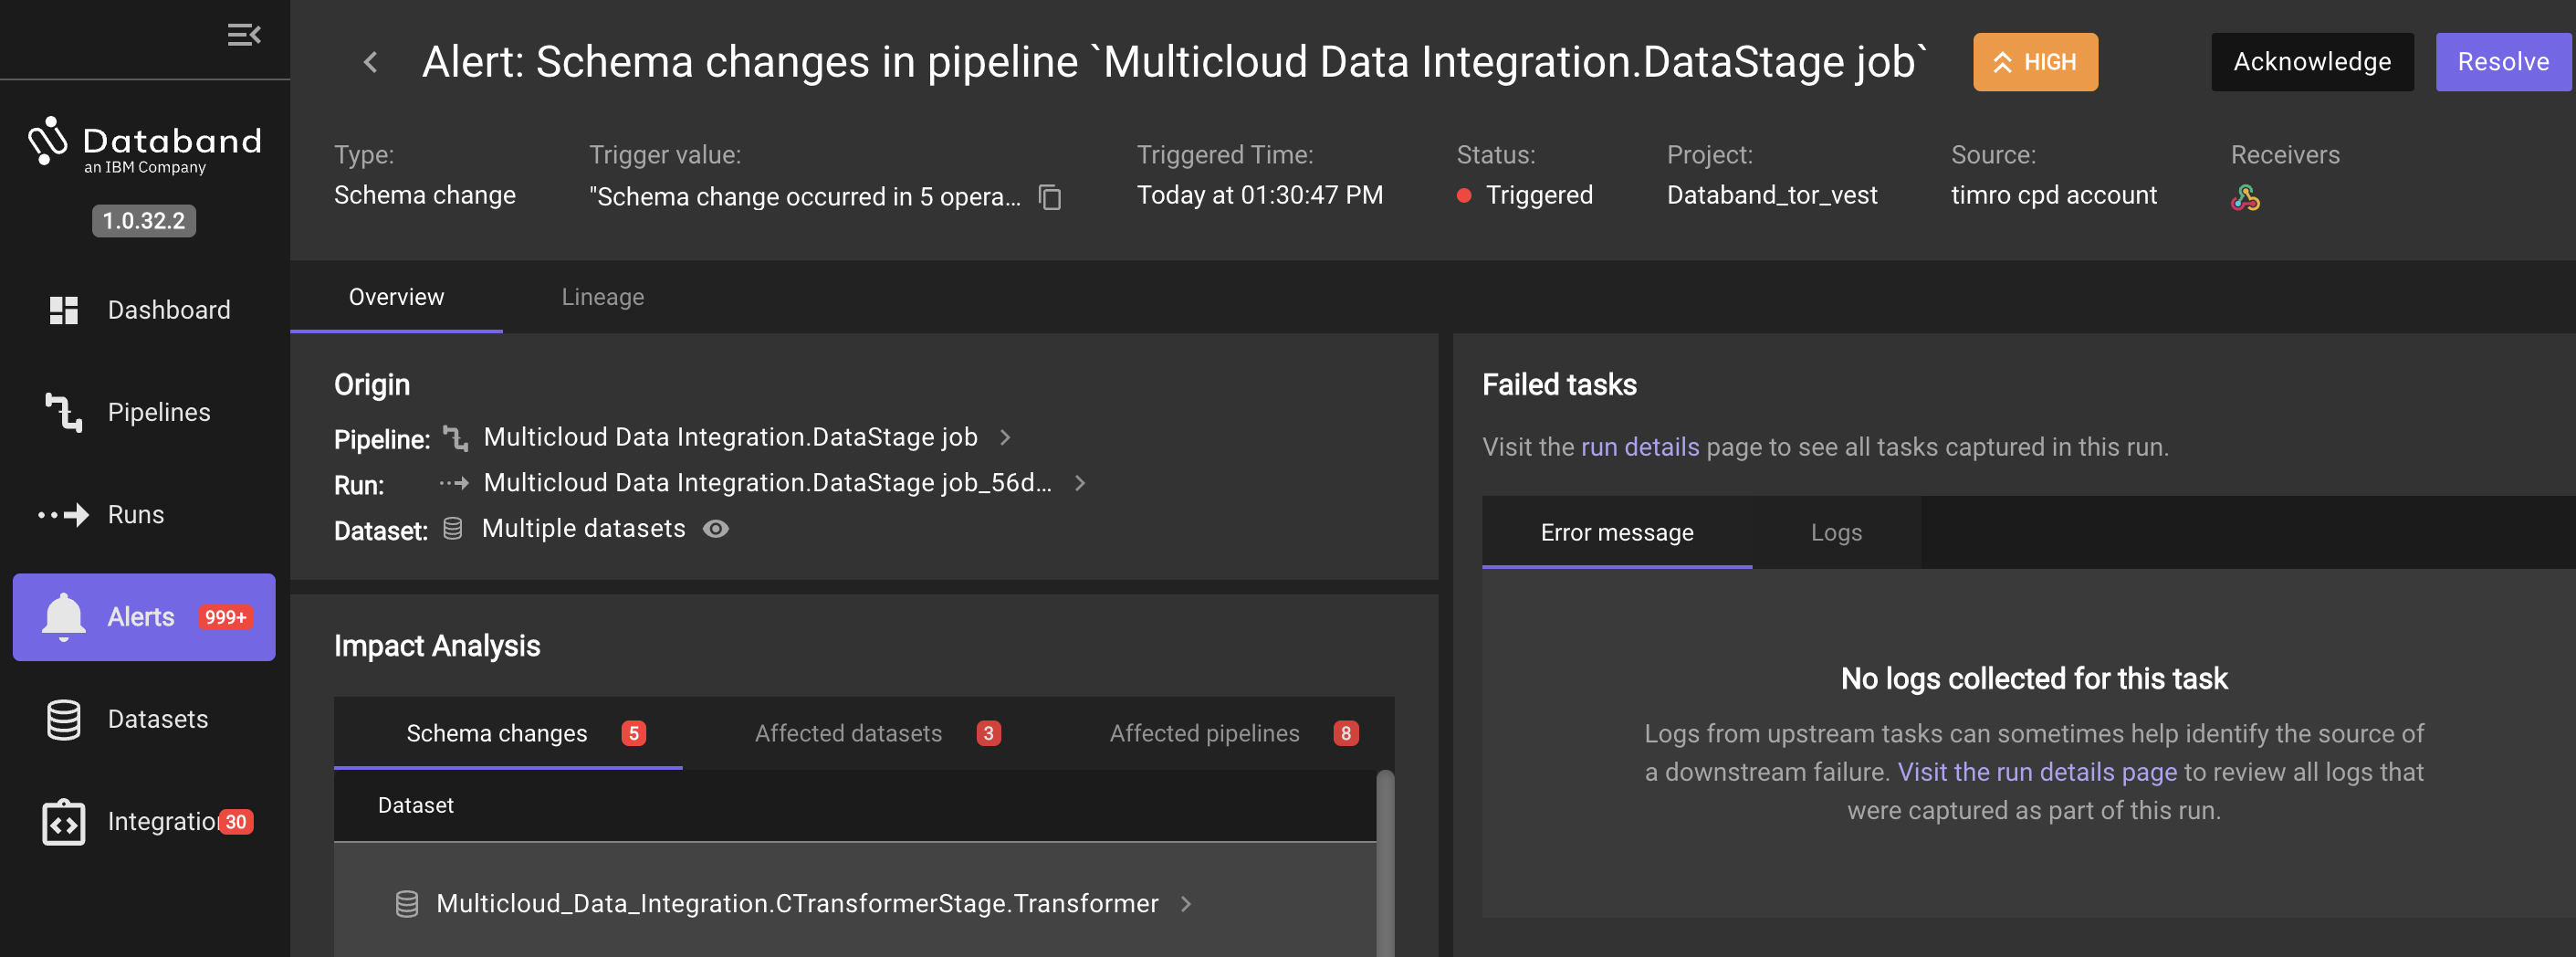 Databand
an IBM Company
1.0.32.2
Dashboard
Pipelines
Runs
Alerts 999+
Datasets
Integratio 30
Alert: Schema changes in pipeline `Multicloud Data Integration.DataStage job`
HIGH
Acknowledge
Resolve
Type:
Schema change
Trigger value:
"Schema change occurred in 5 opera...
Triggered Time:
Today at 01:30:47 PM
Status:
Triggered
Project:
Databand_tor_vest
Source:
timro cpd account
Receivers
Overview
Lineage
Origin
Pipeline: Multicloud Data Integration.DataStage job
Run: Multicloud Data Integration.DataStage job_56d...
Dataset: Multiple datasets
Impact Analysis
Schema changes 5
Affected datasets 3
Affected pipelines 8
Dataset
Multicloud_Data_Integration.CTransformerStage.Transformer
Failed tasks
Visit the run details page to see all tasks captured in this run.
Error message
Logs
No logs collected for this task
Logs from upstream tasks can sometimes help identify the source of
a downstream failure. Visit the run details page to review all logs that
were captured as part of this run.